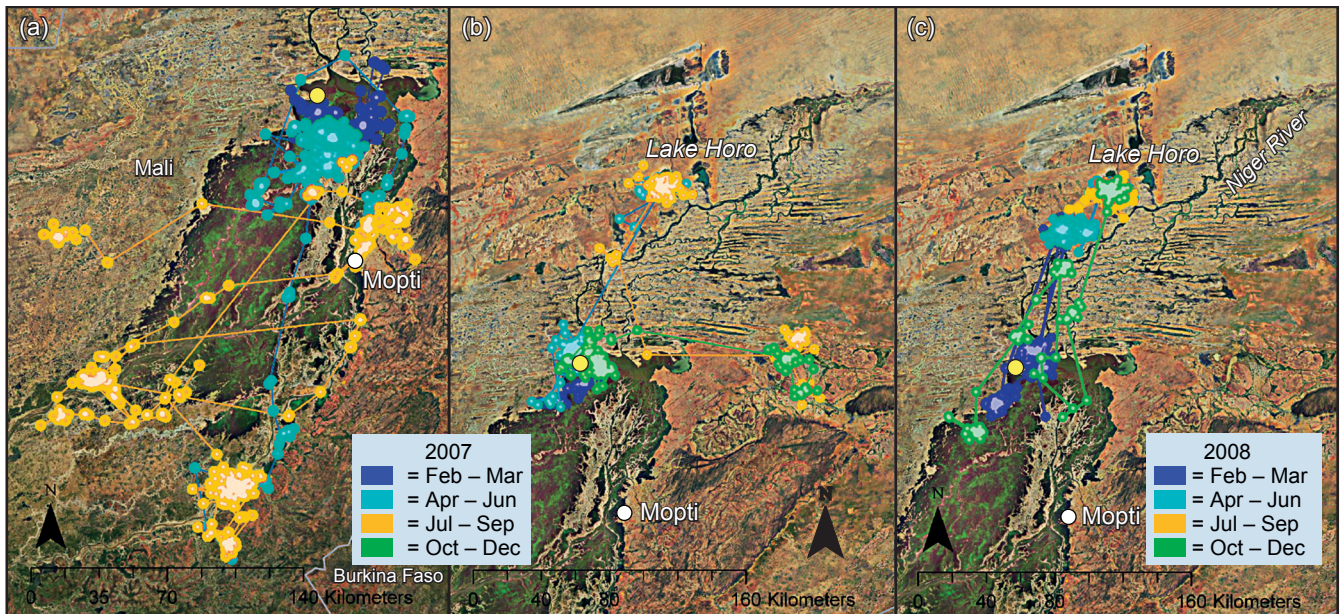 (a)
Mali
Mopti
Burkina Faso
N
0 35 70 140 Kilometers
2007
= Feb – Mar
= Apr – Jun
= Jul – Sep
= Oct – Dec
(b)
Lake Horo
Mopti
N
0 40 80 160 Kilometers
(c)
Lake Horo
Niger River
Mopti
N
0 40 80 160 Kilometers
2008
= Feb – Mar
= Apr – Jun
= Jul – Sep
= Oct – Dec